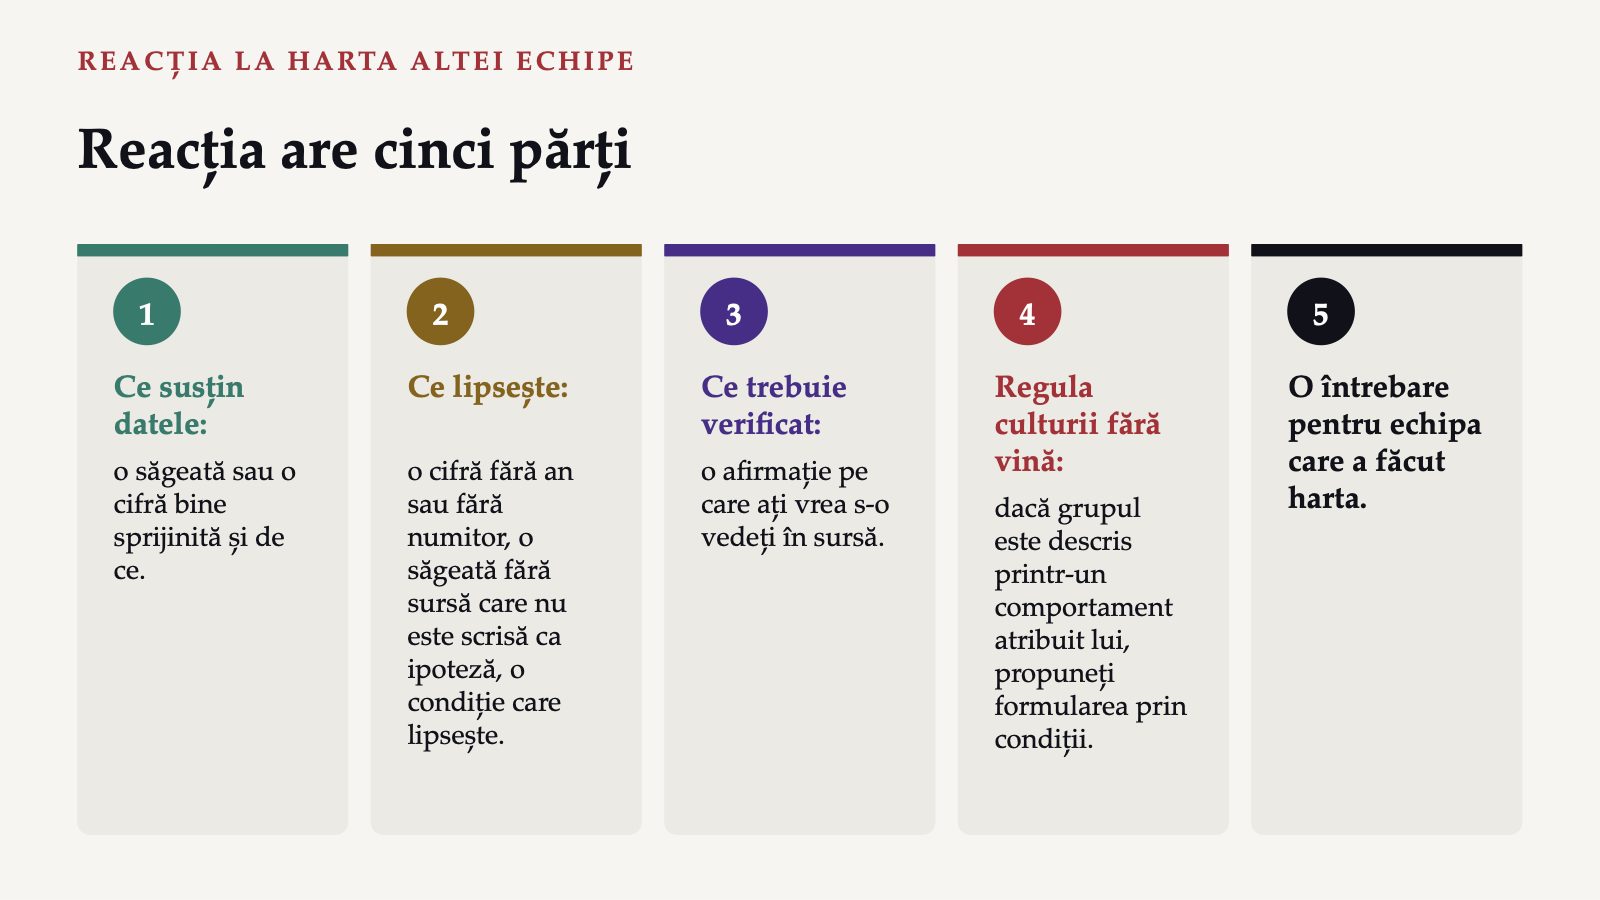 REACȚIA LA HARTA ALTEI ECHIPE
Reacția are cinci părți
1
Ce susțin
datele:
o săgeată sau o
cifră bine
sprijinită și de
ce.
2
Ce lipsește:
o cifră fără an
sau fără
numitor, o
săgeată fără
sursă care nu
este scrisă ca
ipoteză, o
condiție care
lipsește.
3
Ce trebuie
verificat:
o afirmație pe
care ați vrea s-o
vedeți în sursă.
4
Regula
culturii fără
vină:
dacă grupul
este descris
printr-un
comportament
atribuit lui,
propuneți
formularea prin
condiții.
5
O întrebare
pentru echipa
care a făcut
harta.